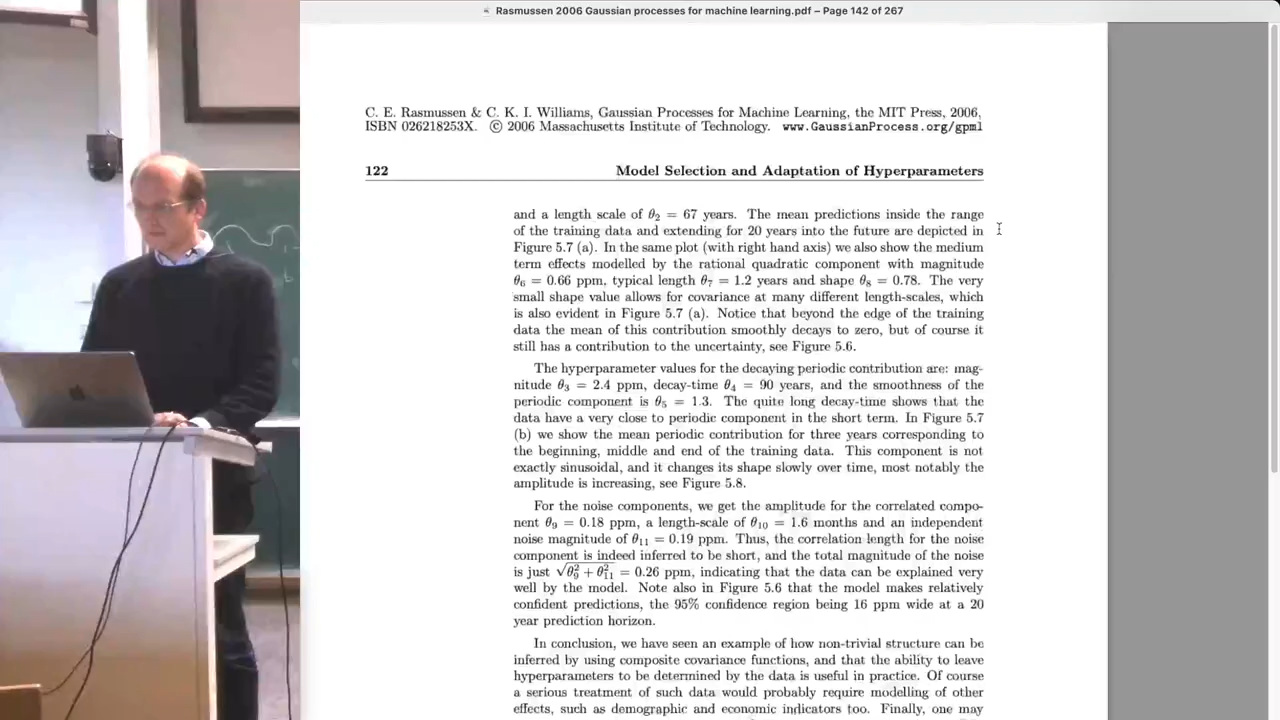 Rasmussen 2006 Gaussian processes for machine learning.pdf – Page 142 of 267
C. E. Rasmussen & C. K. I. Williams, Gaussian Processes for Machine Learning, the MIT Press, 2006,
ISBN 026218253X. © 2006 Massachusetts Institute of Technology. www.GaussianProcess.org/gpml
122 Model Selection and Adaptation of Hyperparameters
and a length scale of θ₂ = 67 years. The mean predictions inside the range
of the training data and extending for 20 years into the future are depicted in
Figure 5.7 (a). In the same plot (with right hand axis) we also show the medium
term effects modelled by the rational quadratic component with magnitude
θ₆ = 0.66 ppm, typical length θ₇ = 1.2 years and shape θ₈ = 0.78. The very
small shape value allows for covariance at many different length-scales, which
is also evident in Figure 5.7 (a). Notice that beyond the edge of the training
data the mean of this contribution smoothly decays to zero, but of course it
still has a contribution to the uncertainty, see Figure 5.6.
The hyperparameter values for the decaying periodic contribution are: mag-
nitude θ₃ = 2.4 ppm, decay-time θ₄ = 90 years, and the smoothness of the
periodic component is θ₅ = 1.3. The quite long decay-time shows that the
data have a very close to periodic component in the short term. In Figure 5.7
(b) we show the mean periodic contribution for three years corresponding to
the beginning, middle and end of the training data. This component is not
exactly sinusoidal, and it changes its shape slowly over time, most notably the
amplitude is increasing, see Figure 5.8.
For the noise components, we get the amplitude for the correlated compo-
nent θ₉ = 0.18 ppm, a length-scale of θ₁₀ = 1.6 months and an independent
noise magnitude of θ₁₁ = 0.19 ppm. Thus, the correlation length for the noise
component is indeed inferred to be short, and the total magnitude of the noise
is just √(θ₉² + θ₁₁²) = 0.26 ppm, indicating that the data can be explained very
well by the model. Note also in Figure 5.6 that the model makes relatively
confident predictions, the 95% confidence region being 16 ppm wide at a 20
year prediction horizon.
In conclusion, we have seen an example of how non-trivial structure can be
inferred by using composite covariance functions, and that the ability to leave
hyperparameters to be determined by the data is useful in practice. Of course
a serious treatment of such data would probably require modelling of other
effects, such as demographic and economic indicators too. Finally, one may